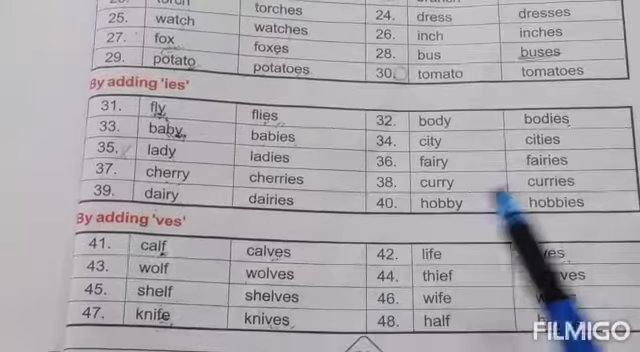 torches
25. watch watches 24. dress dresses
27. fox foxes 26. inch inches
29. potato potatoes 28. bus buses
30. tomato tomatoes
By adding 'ies'
31. fly flies 32. body bodies
33. baby babies 34. city cities
35. lady ladies 36. fairy fairies
37. cherry cherries 38. curry curries
39. dairy dairies 40. hobby hobbies
By adding 'ves'
41. calf calves 42. life
43. wolf wolves 44. thief
45. shelf shelves 46. wife
47. knife knives 48. half
FILMIGO